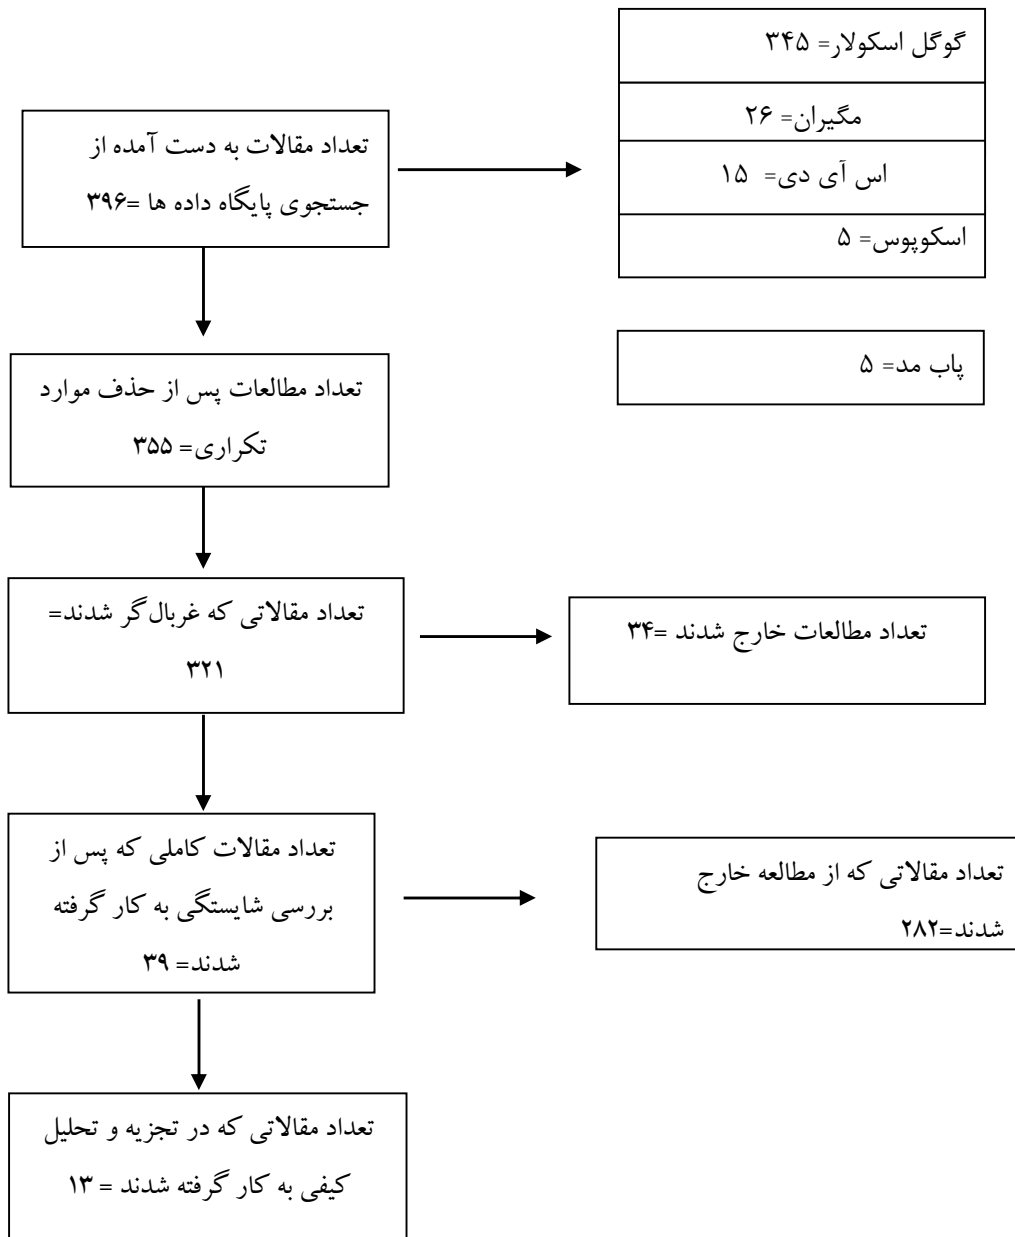 گوگل اسکولار= ۳۴۵
مگیران= ۲۶
اس آی دی= ۱۵
اسکوپوس= ۵
پاب مد= ۵
تعداد مقالات به دست آمده از
جستجوی پایگاه داده ها =۳۹۶
تعداد مطالعات پس از حذف موارد
تکراری= ۳۵۵
تعداد مقالاتی که غربال‌گر شدند=
۳۲۱
تعداد مطالعات خارج شدند =۳۴
تعداد مقالات کاملی که پس از
بررسی شایستگی به کار گرفته
شدند= ۳۹
تعداد مقالاتی که از مطالعه خارج
شدند=۲۸۲
تعداد مقالاتی که در تجزیه و تحلیل
کیفی به کار گرفته شدند = ۱۳